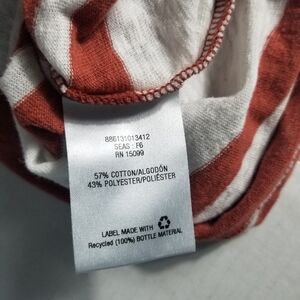 886131013412
SEAS : F6
RN 15099
57% COTTON/ALGODÓN
43% POLYESTER/POLIÉSTER
LABEL MADE WITH
Recycled (100%) BOTTLE MATERIAL